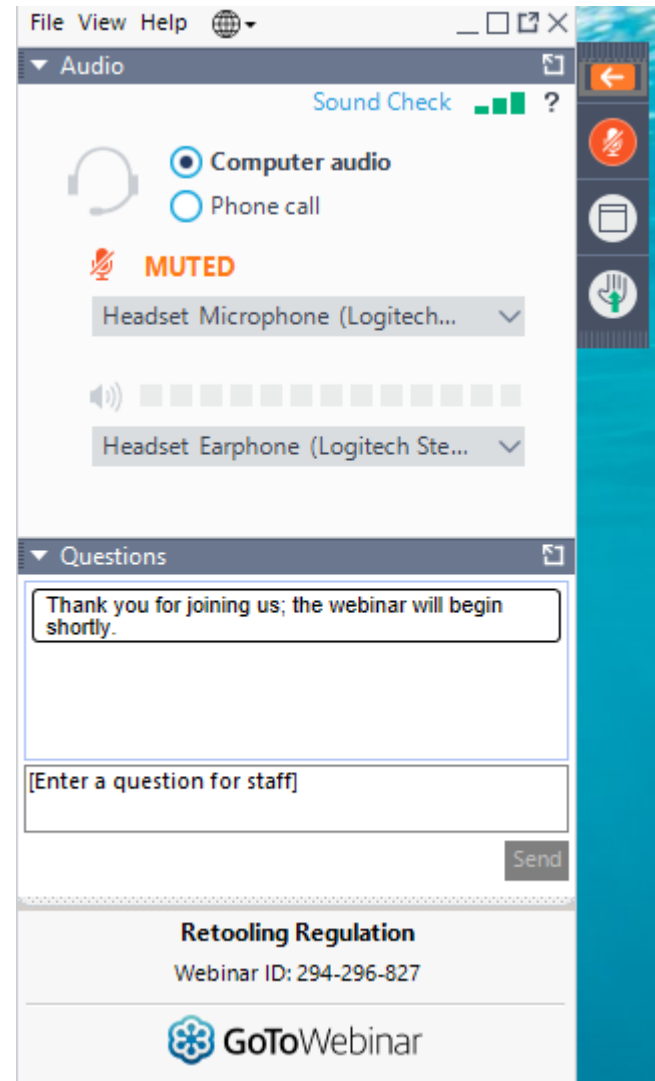 File View Help
Audio
Sound Check ?
Computer audio
Phone call
MUTED
Headset Microphone (Logitech...
Headset Earphone (Logitech Ste...
Questions
Thank you for joining us; the webinar will begin
shortly.
[Enter a question for staff]
Send
Retooling Regulation
Webinar ID: 294-296-827
GoToWebinar